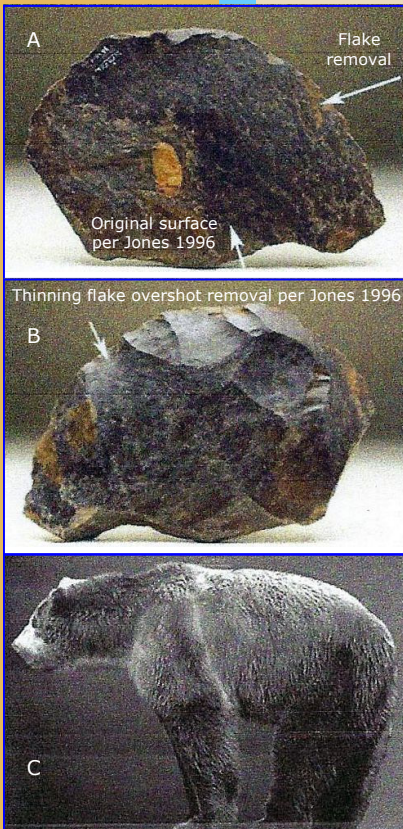 A
Flake
removal
Original surface
per Jones 1996
Thinning flake overshot removal per Jones 1996
B
C